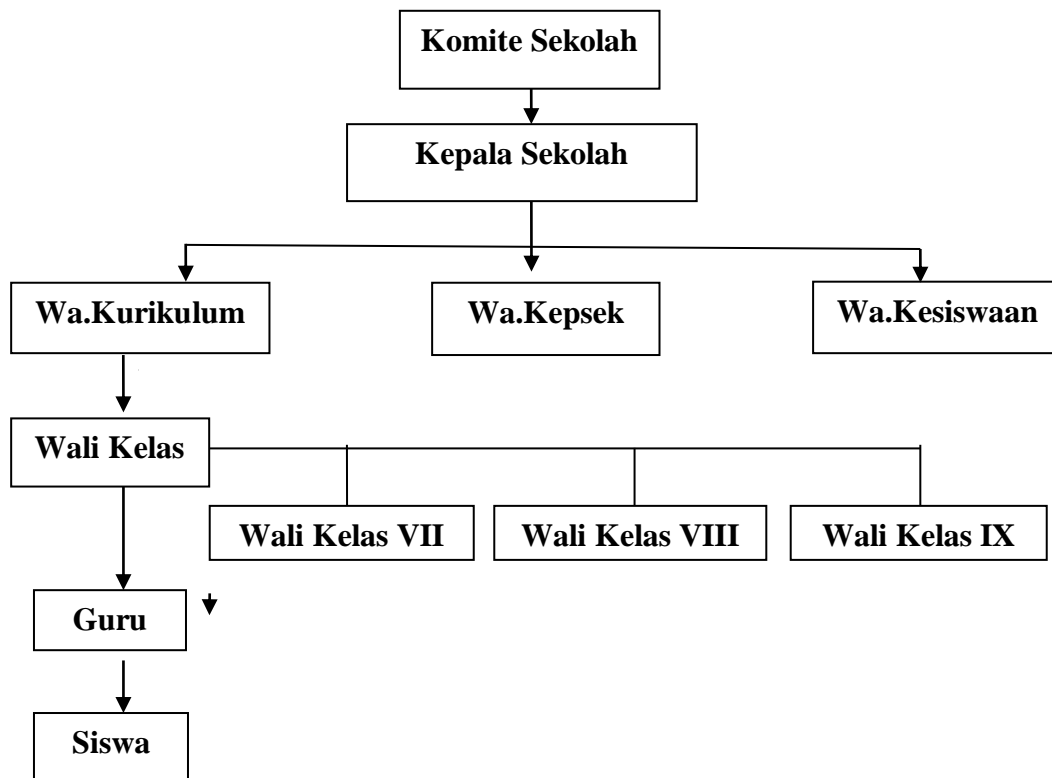 Komite Sekolah
Kepala Sekolah
Wa.Kurikulum
Wa.Kepsek
Wa.Kesiswaan
Wali Kelas
Wali Kelas VII
Wali Kelas VIII
Wali Kelas IX
Guru
Siswa